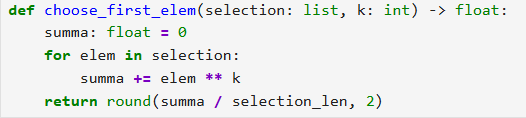 def choose_first_elem(selection: list, k: int) -> float:
    summa: float = 0
    for elem in selection:
        summa += elem ** k
    return round(summa / selection_len, 2)